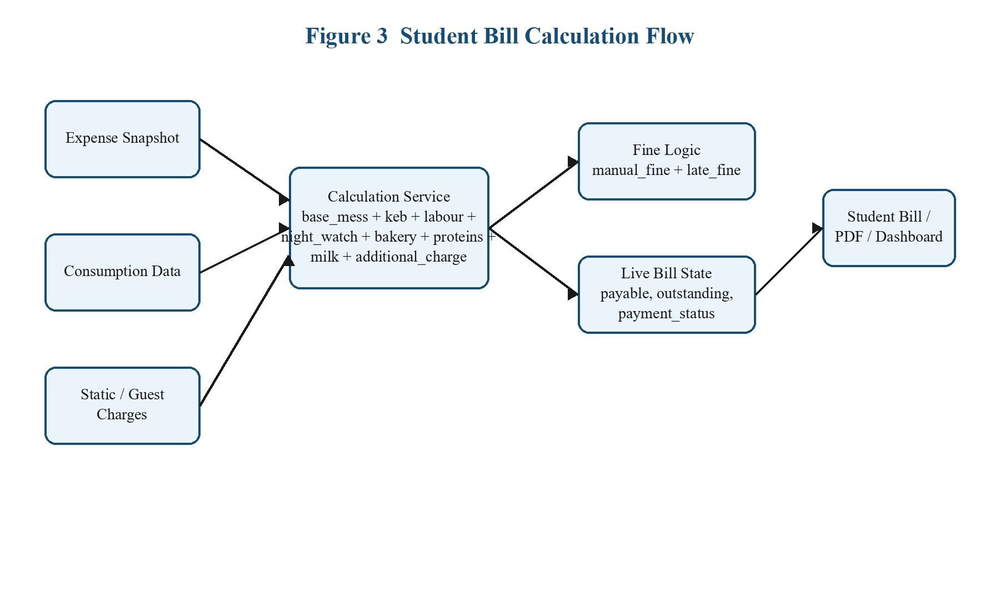 Figure 3  Student Bill Calculation Flow
Expense Snapshot
Consumption Data
Static / Guest
Charges
Calculation Service
base_mess + keb + labour +
night_watch + bakery + proteins +
milk + additional_charge
Fine Logic
manual_fine + late_fine
Live Bill State
payable, outstanding,
payment_status
Student Bill /
PDF / Dashboard